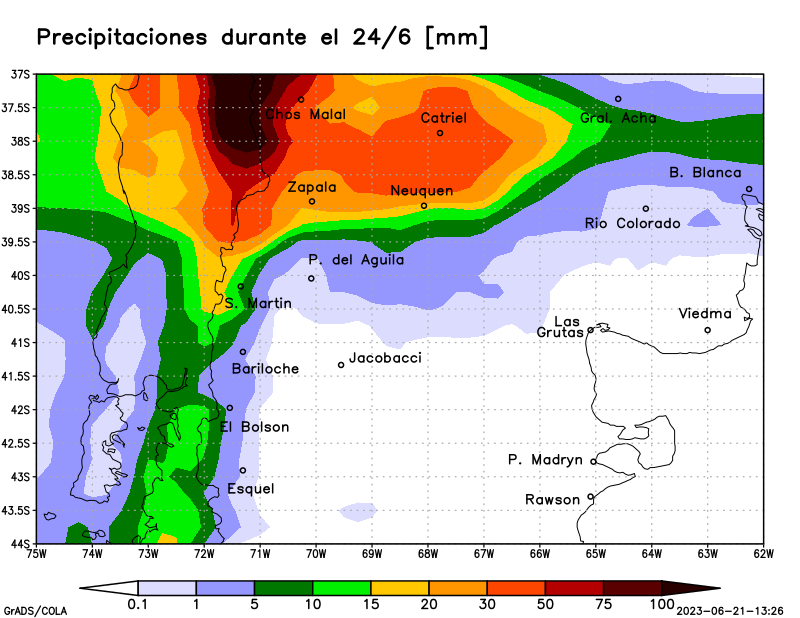 Precipitaciones durante el 24/6 [mm]
37S
37.5S
Chos Malal
Gral. Acha
Catriel
38S
38.5S
B. Blanca
Zapala
Neuquen
39S
Rio Colorado
39.5S
P. del Aguila
40S
S. Martin
40.5S
Viedma
Las
Grutas
41S
Jacobacci
Bariloche
41.5S
42S
El Bolson
42.5S
P. Madryn
43S
Esquel
Rawson
43.5S
44S
75W 74W 73W 72W 71W 70W 69W 68W 67W 66W 65W 64W 63W 62W
0.1 1 5 10 15 20 30 50 75 100
GrADS/COLA
2023-06-21-13:26